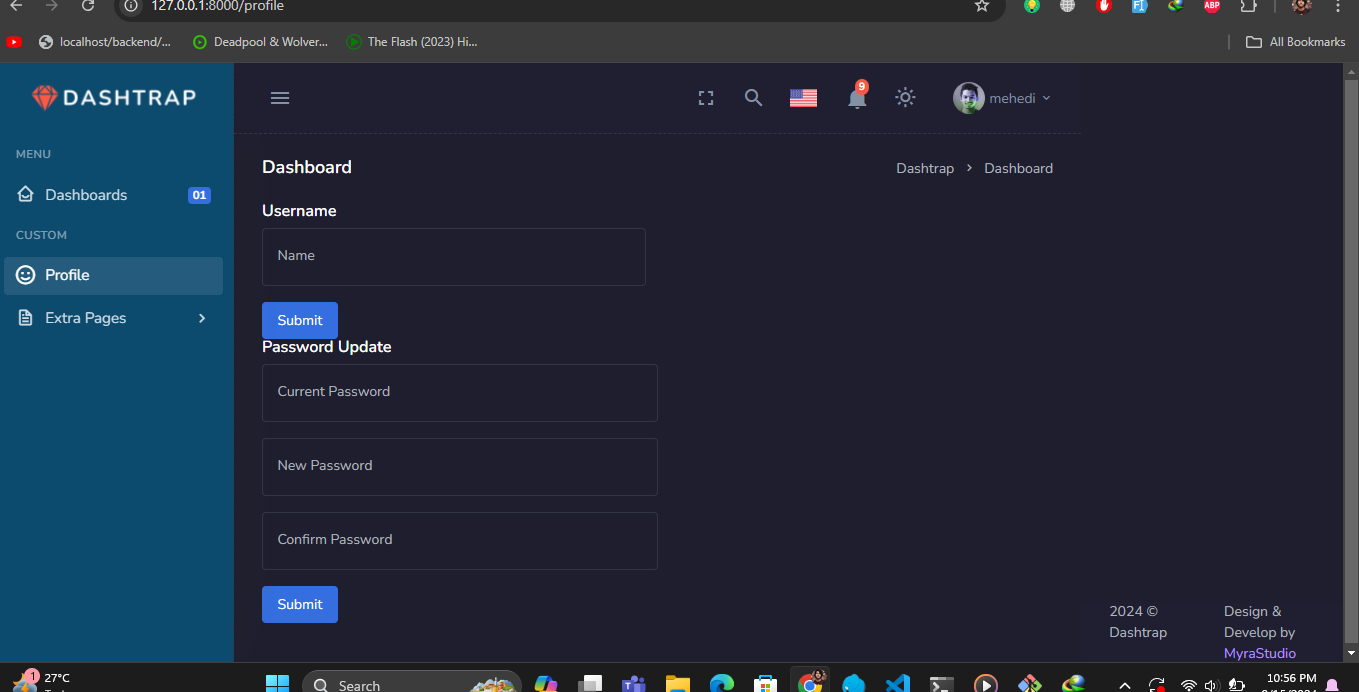 127.0.0.1:8000/profile
ABP
localhost/backend/...
Deadpool & Wolver...
The Flash (2023) Hi...
All Bookmarks
DASHTRAP
9
mehedi
MENU
Dashboard
Dashtrap > Dashboard
Dashboards 01
Username
CUSTOM
Name
Profile
Extra Pages
Submit
Password Update
Current Password
New Password
Confirm Password
Submit
2024 ©
Dashtrap
Design &
Develop by
MyraStudio
1
27°C
Search
10:56 PM